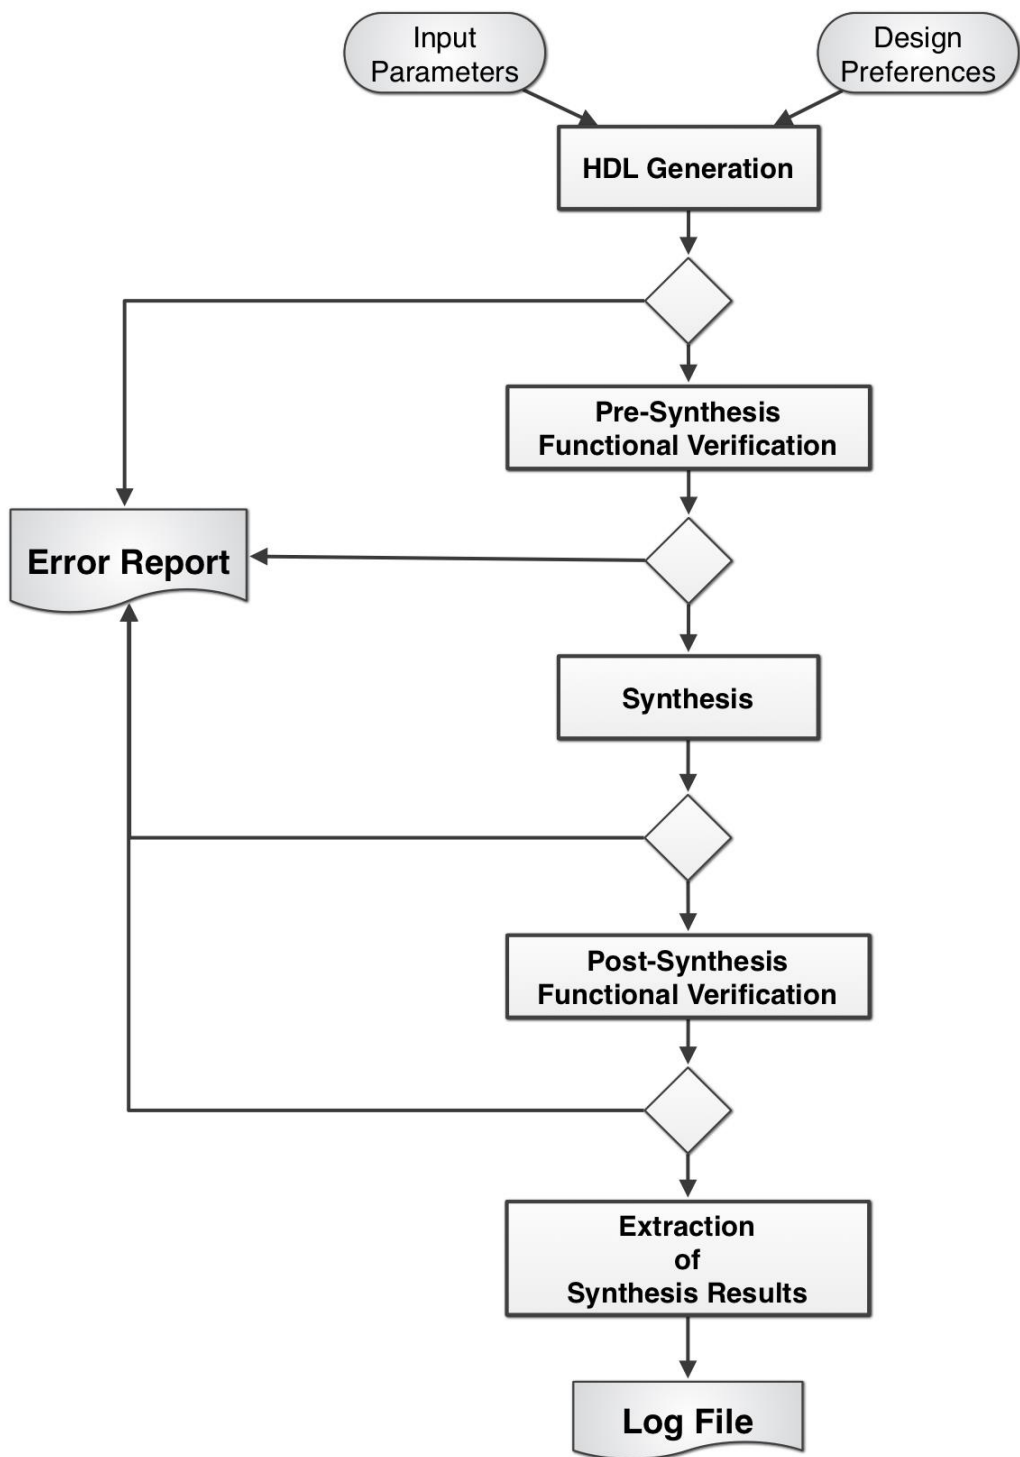 Input
Parameters
Design
Preferences
HDL Generation
Pre-Synthesis
Functional Verification
Error Report
Synthesis
Post-Synthesis
Functional Verification
Extraction
of
Synthesis Results
Log File